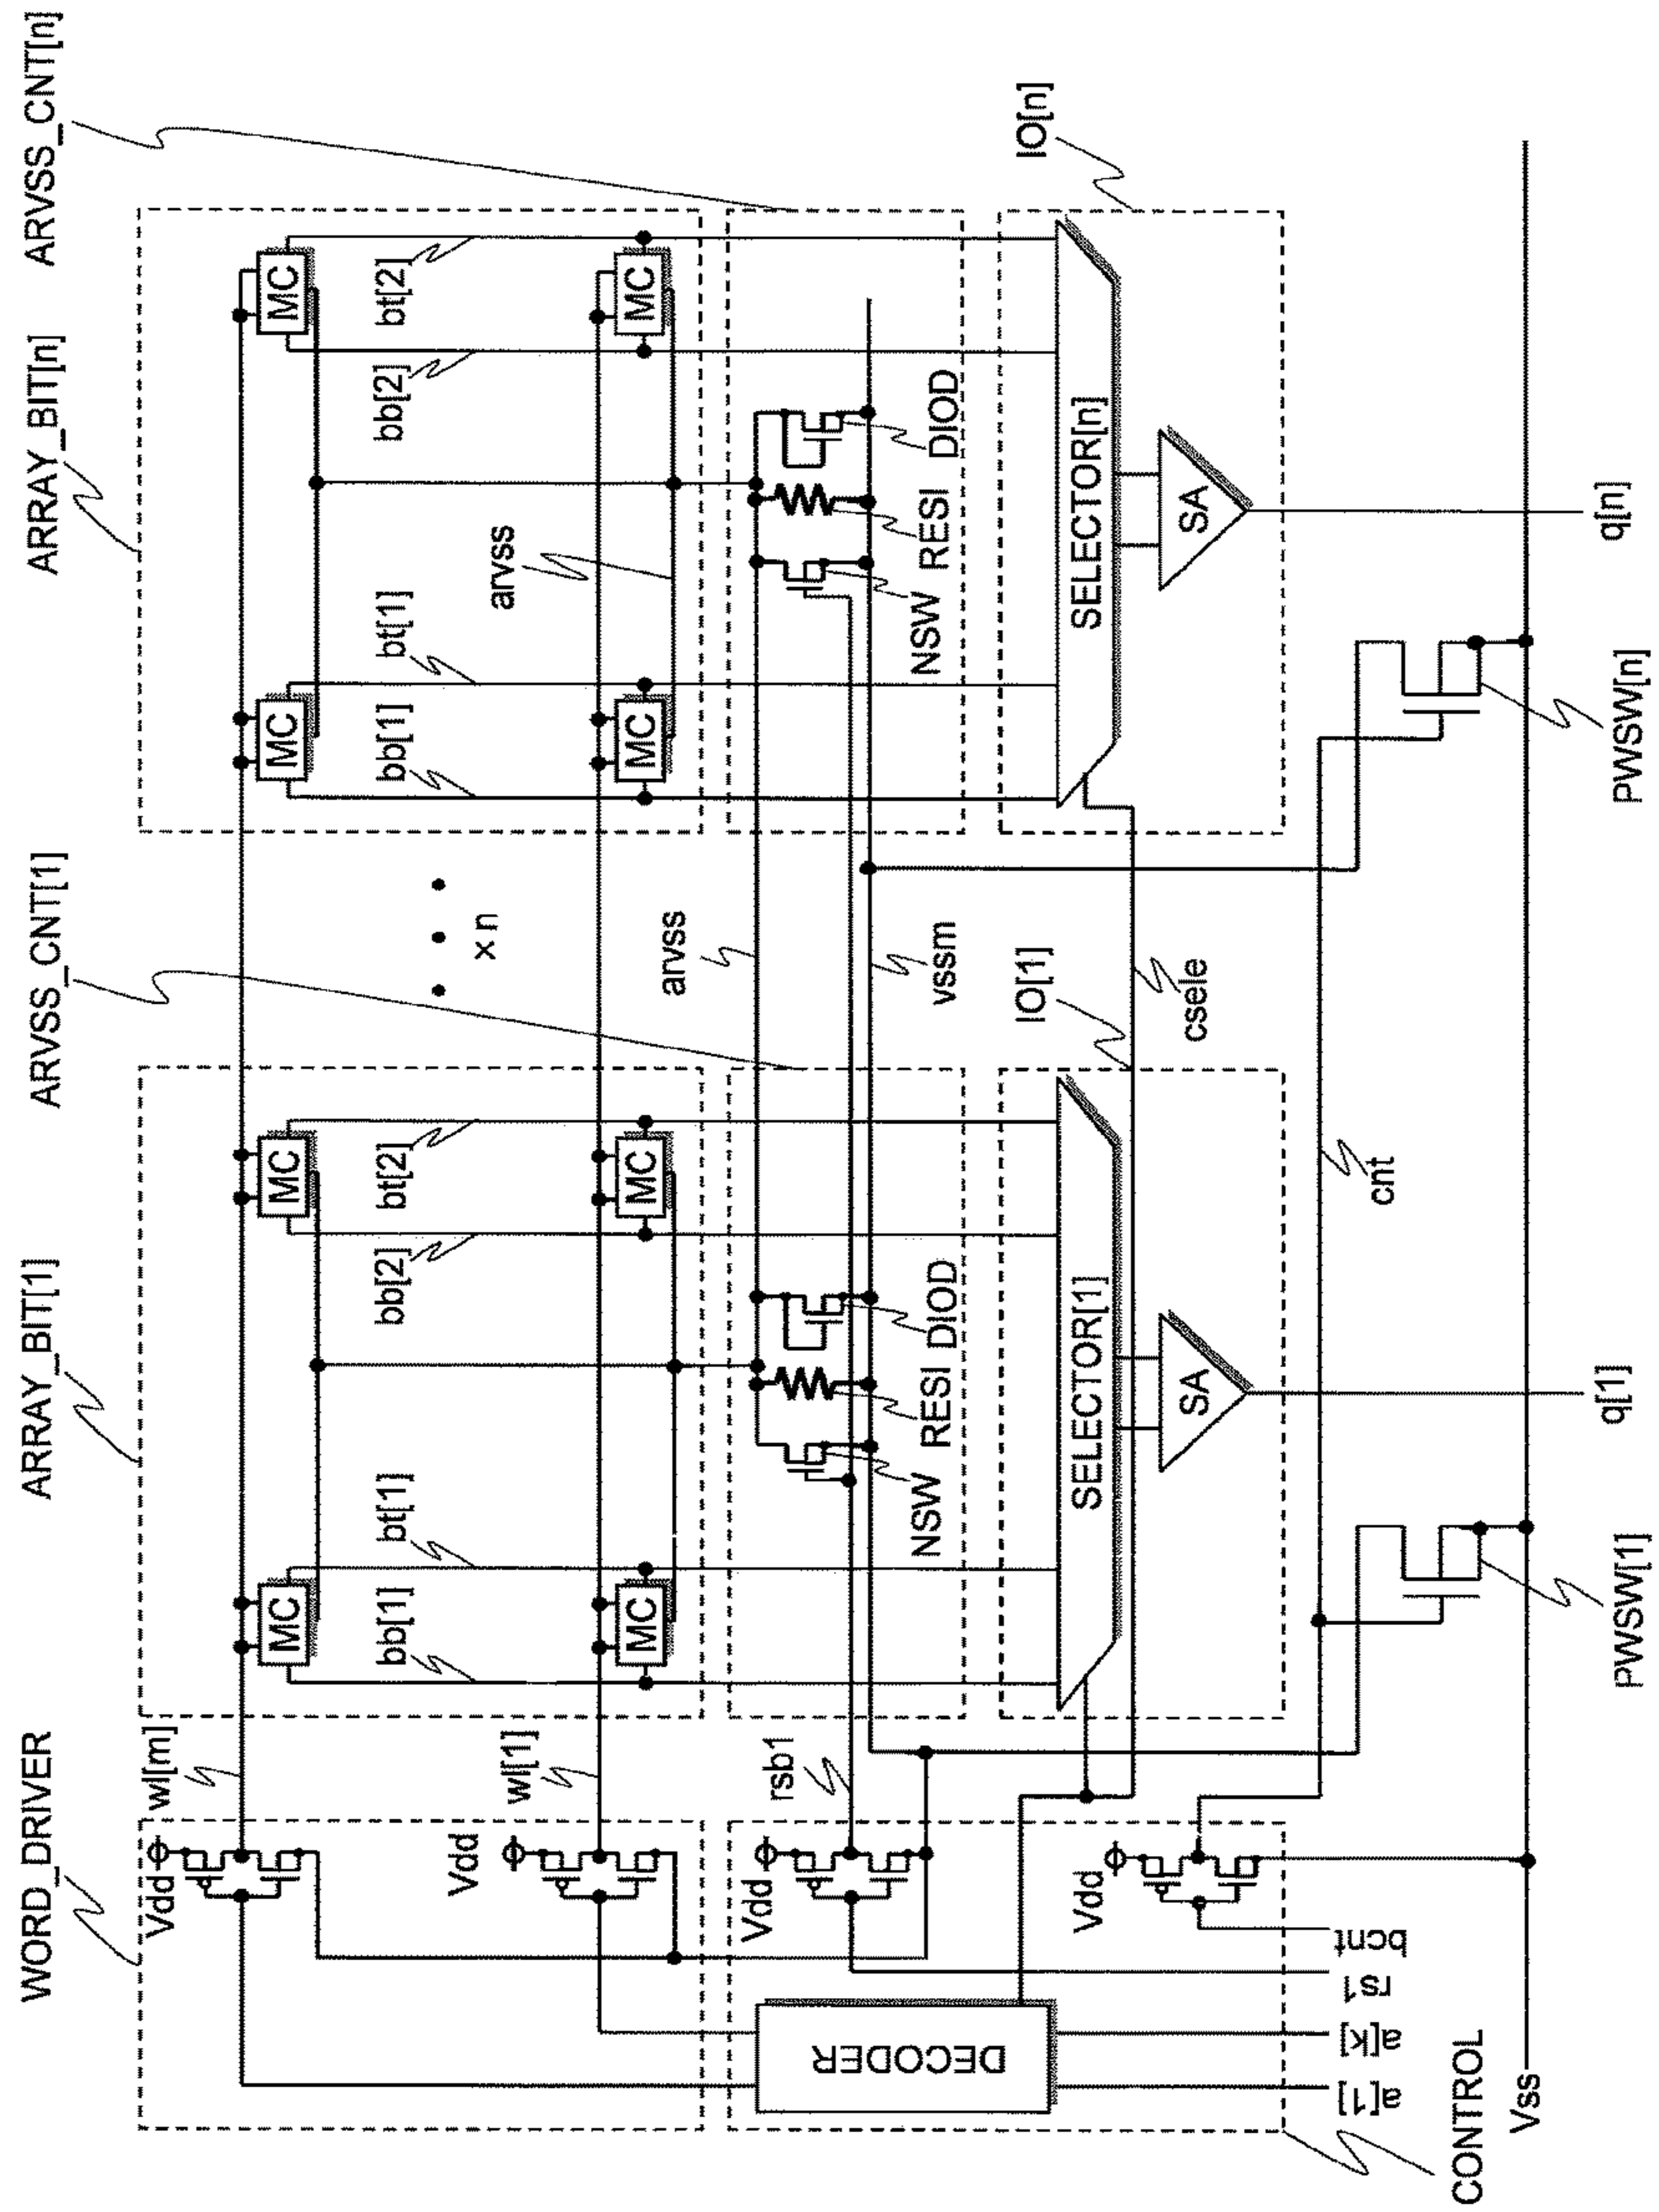 WORD_DRIVER
ARRAY_BIT[1]
ARVSS_CNT[1]
ARRAY_BIT[n]
ARVSS_CNT[n]
Vdd
wl[m]
MC
MC
MC
MC
bb[1]
bt[1]
bb[2]
bt[2]
× n
bb[1]
bt[1]
bb[2]
bt[2]
arvss
Vdd
wl[1]
MC
MC
MC
MC
arvss
Vdd
rsb1
NSW
RESI
DIOD
vssm
NSW
RESI
DIOD
IO[1]
IO[n]
DECODER
Vdd
SELECTOR[1]
csele
SELECTOR[n]
SA
SA
cnt
a[1]
a[k]
rs1
bcnt
CONTROL
Vss
PWSW[1]
q[1]
PWSW[n]
q[n]